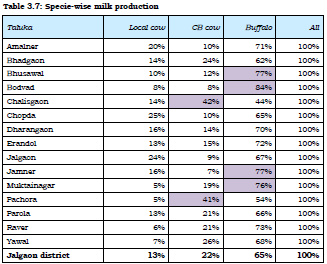 Table 3.7: Specie-wise milk production
Taluka Local cow CB cow Buffalo All
Amalner 20% 10% 71% 100%
Bhadgaon 14% 24% 62% 100%
Bhusawal 10% 12% 77% 100%
Bodvad 8% 8% 84% 100%
Chalisgaon 14% 42% 44% 100%
Chopda 25% 10% 65% 100%
Dharangaon 16% 14% 70% 100%
Erandol 13% 15% 72% 100%
Jalgaon 24% 9% 67% 100%
Jamner 16% 7% 77% 100%
Muktainagar 5% 19% 76% 100%
Pachora 5% 41% 54% 100%
Parola 13% 21% 66% 100%
Raver 6% 21% 73% 100%
Yawal 7% 26% 68% 100%
Jalgaon district 13% 22% 65% 100%